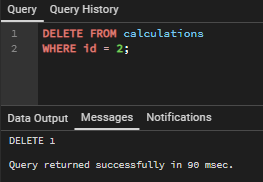 Query Query History
1 DELETE FROM calculations
2 WHERE id = 2;
Data Output Messages Notifications
DELETE 1
Query returned successfully in 90 msec.